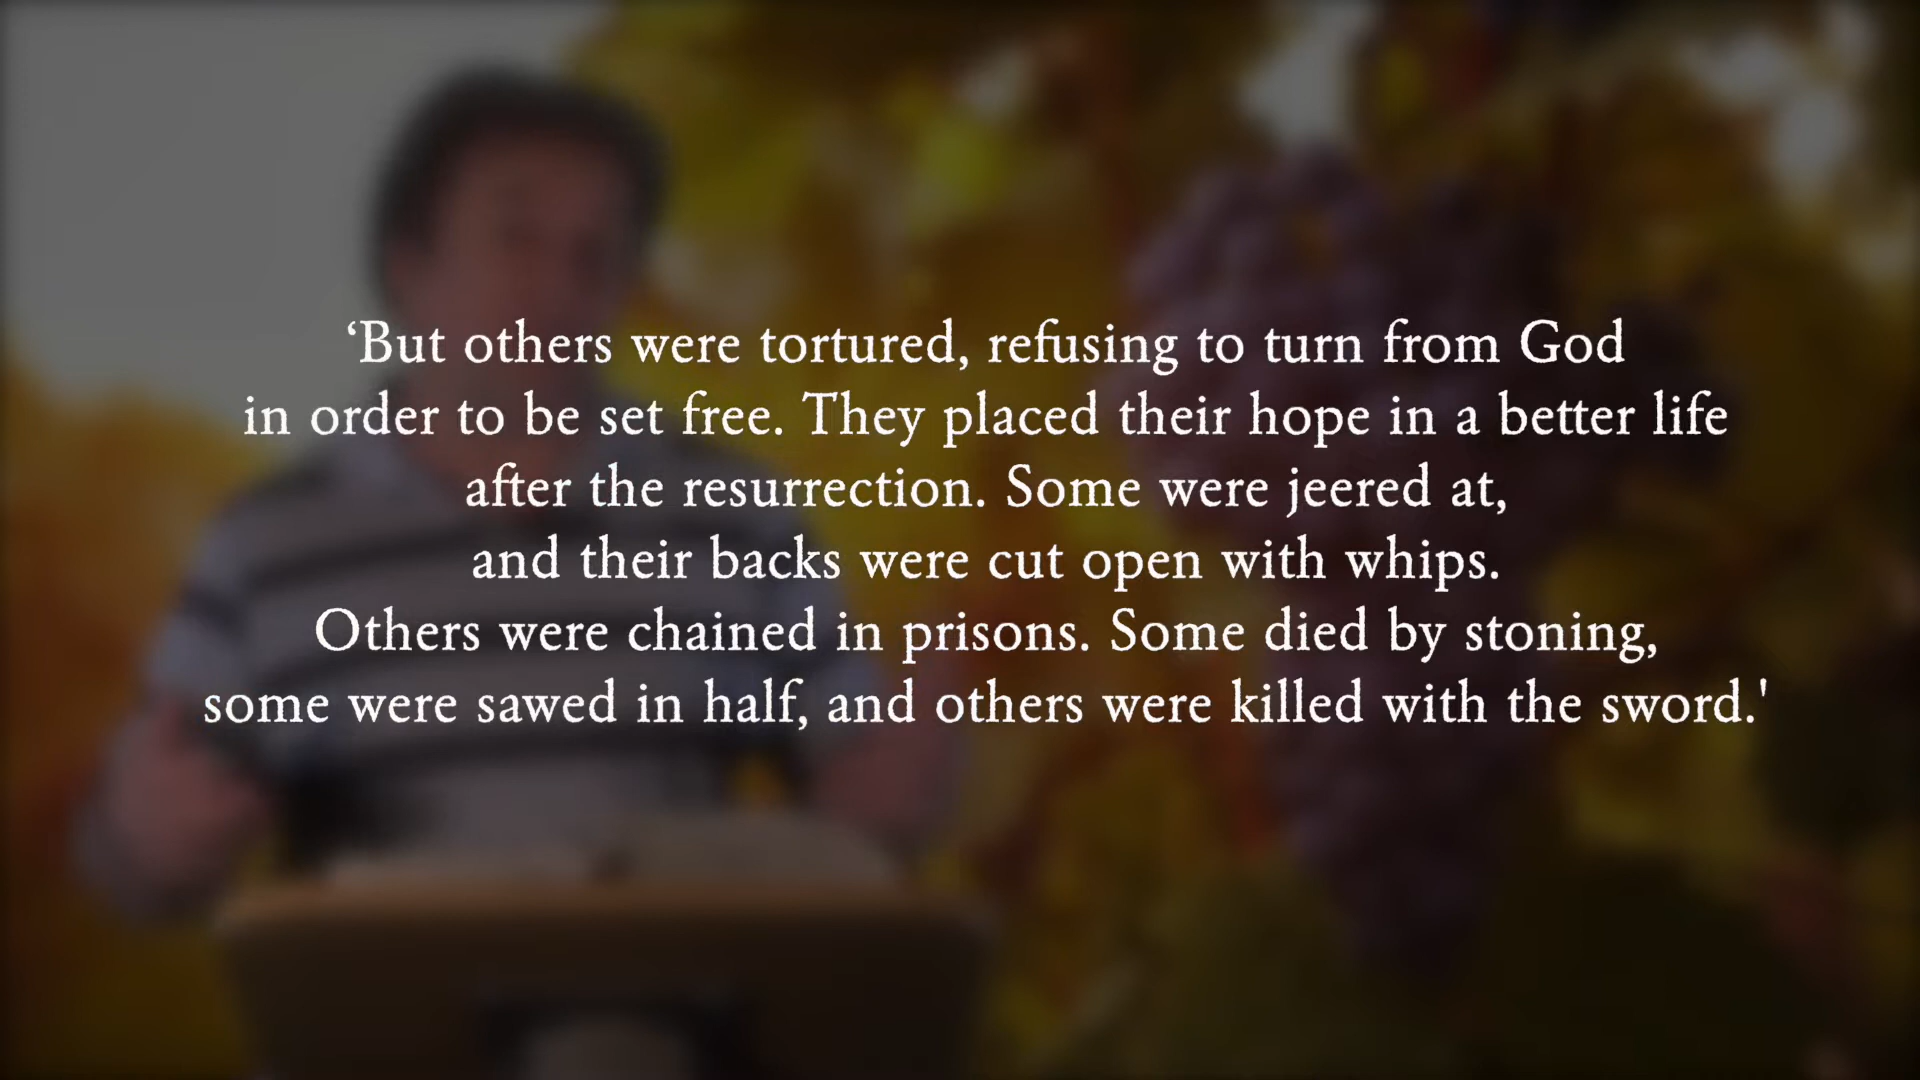 ‘But others were tortured, refusing to turn from God
in order to be set free. They placed their hope in a better life
after the resurrection. Some were jeered at,
and their backs were cut open with whips.
Others were chained in prisons. Some died by stoning,
some were sawed in half, and others were killed with the sword.'